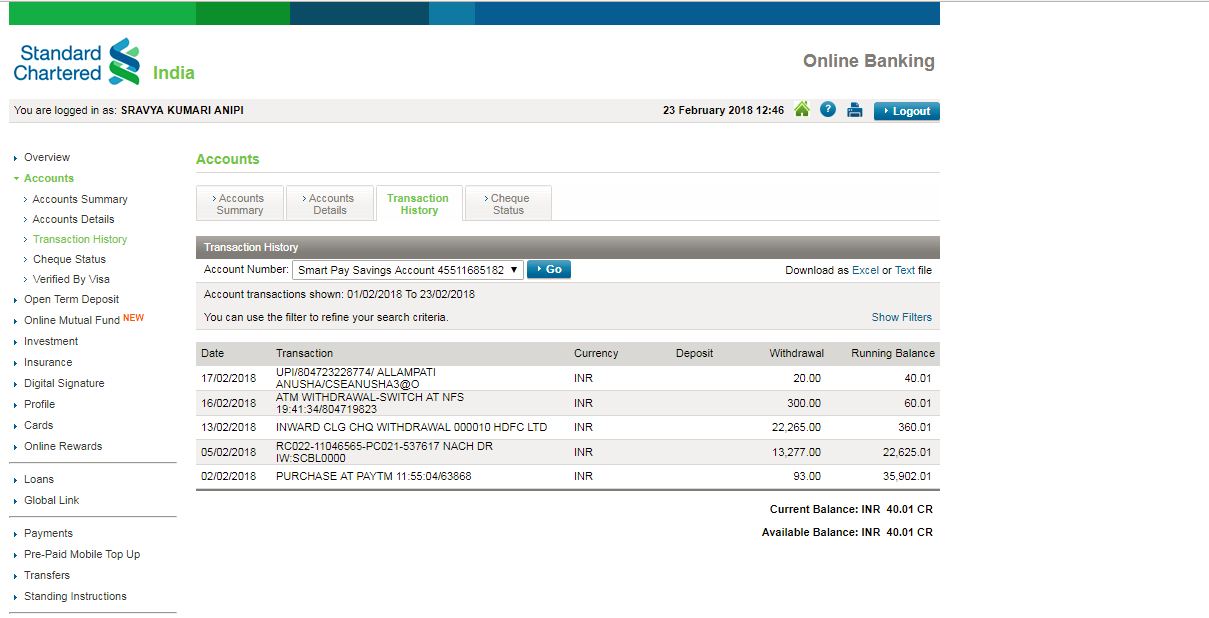 Standard
Chartered
India
Online Banking
You are logged in as: SRAVYA KUMARI ANIPI
23 February 2018 12:46
?
Logout
Overview
Accounts
Accounts Summary
Accounts Details
Transaction History
Cheque Status
Verified By Visa
Open Term Deposit
Online Mutual Fund NEW
Investment
Insurance
Digital Signature
Profile
Cards
Online Rewards
Loans
Global Link
Payments
Pre-Paid Mobile Top Up
Transfers
Standing Instructions
Accounts
Accounts
Summary
Accounts
Details
Transaction
History
Cheque
Status
Transaction History
Account Number: Smart Pay Savings Account 45511685182 Go
Download as Excel or Text file
Account transactions shown: 01/02/2018 To 23/02/2018
You can use the filter to refine your search criteria.
Show Filters
Date Transaction Currency Deposit Withdrawal Running Balance
17/02/2018 UPI/804723228774/ ALLAMPATI
ANUSHA/CSEANUSHA3@O INR 20.00 40.01
16/02/2018 ATM WITHDRAWAL-SWITCH AT NFS
19:41:34/804719823 INR 300.00 60.01
13/02/2018 INWARD CLG CHQ WITHDRAWAL 000010 HDFC LTD INR 22,265.00 360.01
05/02/2018 RC022-11046565-PC021-537617 NACH DR
IW:SCBL0000 INR 13,277.00 22,625.01
02/02/2018 PURCHASE AT PAYTM 11:55:04/63868 INR 93.00 35,902.01
Current Balance: INR 40.01 CR
Available Balance: INR 40.01 CR